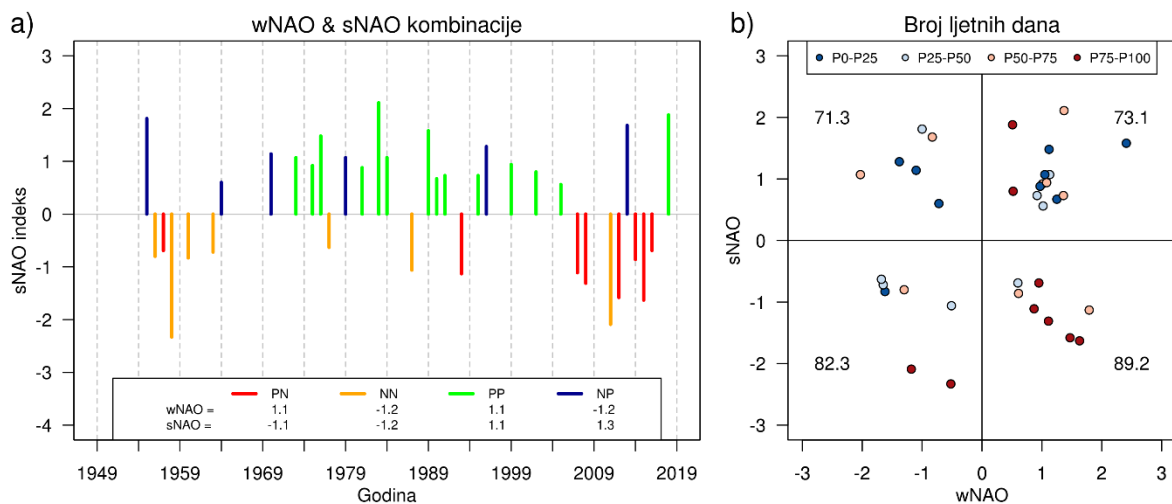 a)
wNAO & sNAO kombinacije
sNAO indeks
3
2
1
0
-1
-2
-3
-4
PN NN PP NP
wNAO = 1.1 -1.2 1.1 -1.2
sNAO = -1.1 -1.2 1.1 1.3
1949 1959 1969 1979 1989 1999 2009 2019
Godina
b)
Broj ljetnih dana
sNAO
P0-P25 P25-P50 P50-P75 P75-P100
71.3 73.1
82.3 89.2
3
2
1
0
-1
-2
-3
-3 -2 -1 0 1 2 3
wNAO